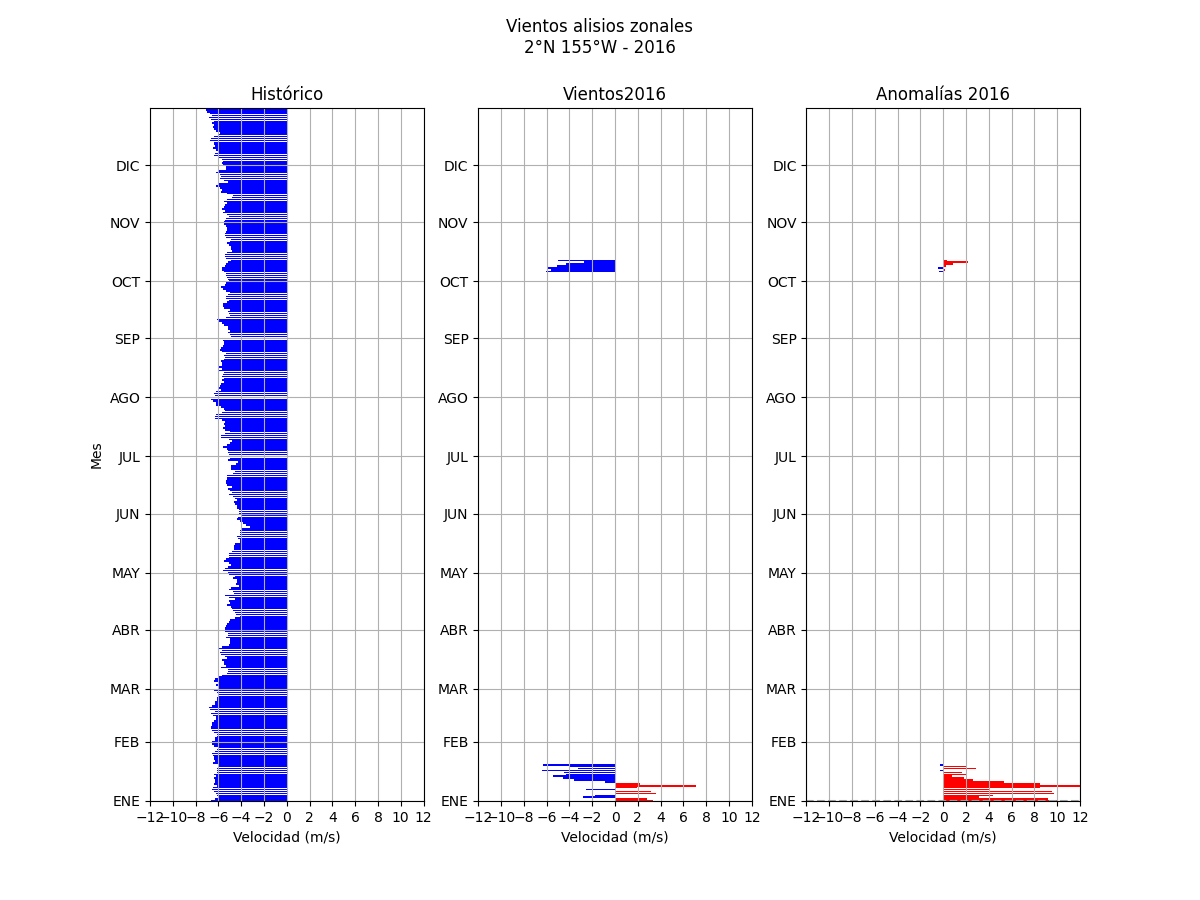 Vientos alisios zonales
2°N 155°W - 2016
Histórico
Vientos2016
Anomalías 2016
Mes
DIC
NOV
OCT
SEP
AGO
JUL
JUN
MAY
ABR
MAR
FEB
ENE
−12 −10 −8 −6 −4 −2 0 2 4 6 8 10 12
Velocidad (m/s)
DIC
NOV
OCT
SEP
AGO
JUL
JUN
MAY
ABR
MAR
FEB
ENE
−12 −10 −8 −6 −4 −2 0 2 4 6 8 10 12
Velocidad (m/s)
DIC
NOV
OCT
SEP
AGO
JUL
JUN
MAY
ABR
MAR
FEB
ENE
−12 −10 −8 −6 −4 −2 0 2 4 6 8 10 12
Velocidad (m/s)